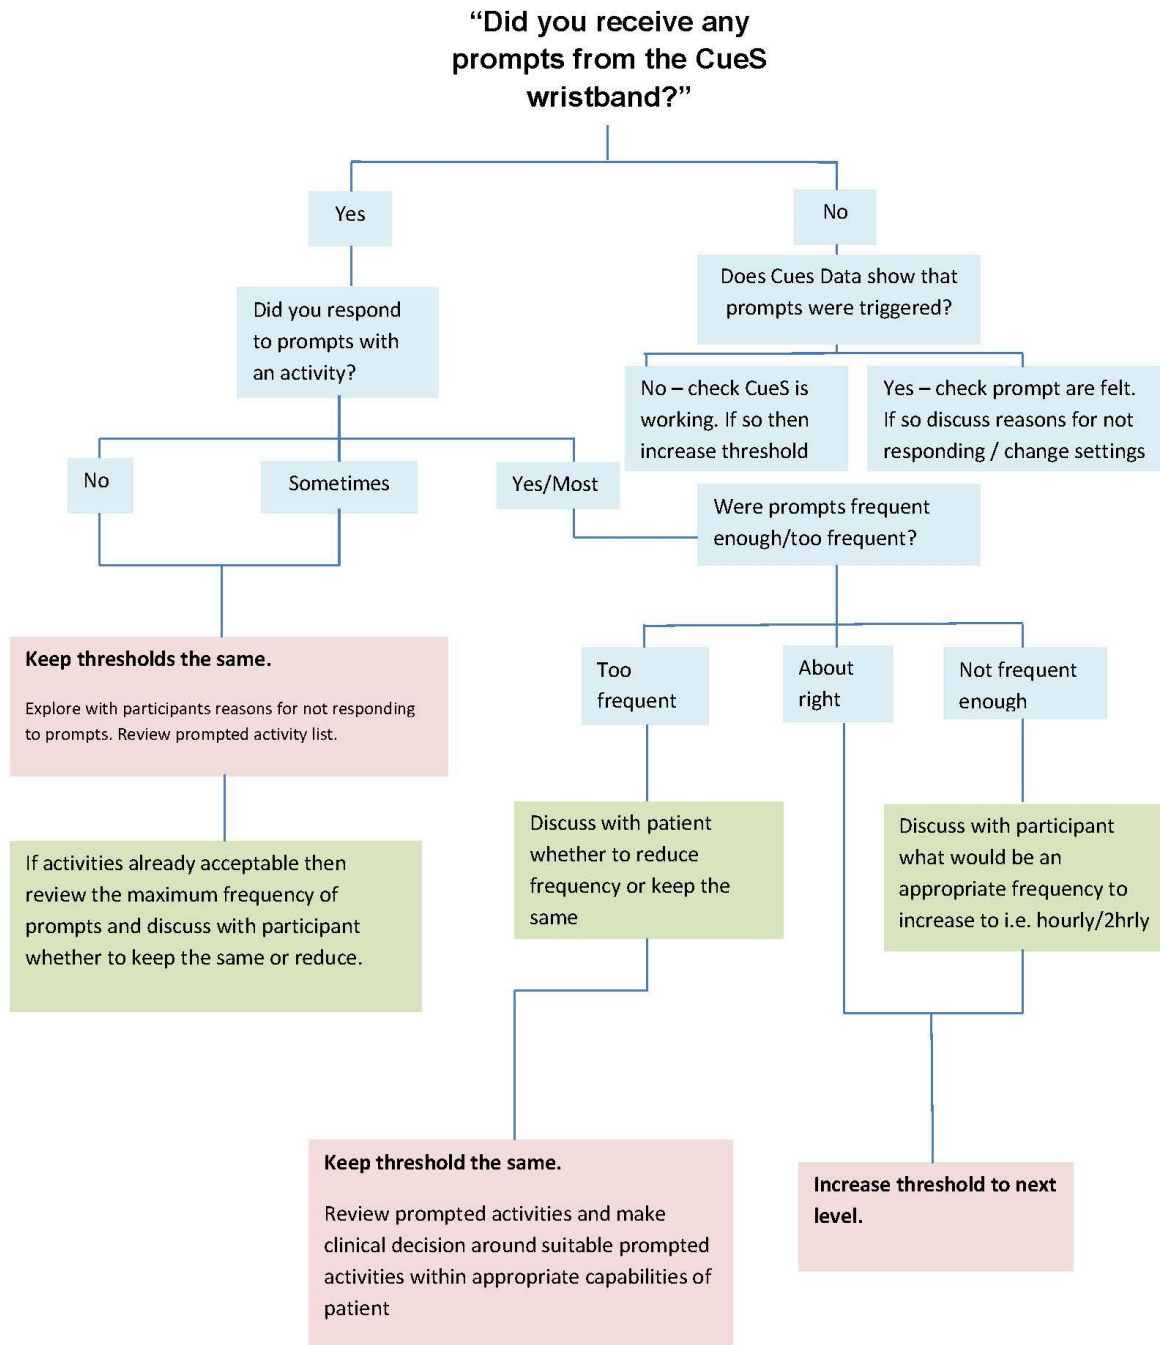 “Did you receive any
prompts from the CueS
wristband?”
Yes
No
Did you respond
to prompts with
an activity?
Does Cues Data show that
prompts were triggered?
No – check CueS is
working. If so then
increase threshold
Yes – check prompt are felt.
If so discuss reasons for not
responding / change settings
No
Sometimes
Yes/Most
Were prompts frequent
enough/too frequent?
Keep thresholds the same.
Explore with participants reasons for not responding
to prompts. Review prompted activity list.
Too
frequent
About
right
Not frequent
enough
If activities already acceptable then
review the maximum frequency of
prompts and discuss with participant
whether to keep the same or reduce.
Discuss with patient
whether to reduce
frequency or keep the
same
Discuss with participant
what would be an
appropriate frequency to
increase to i.e. hourly/2hrly
Keep threshold the same.
Review prompted activities and make
clinical decision around suitable prompted
activities within appropriate capabilities of
patient
Increase threshold to next
level.